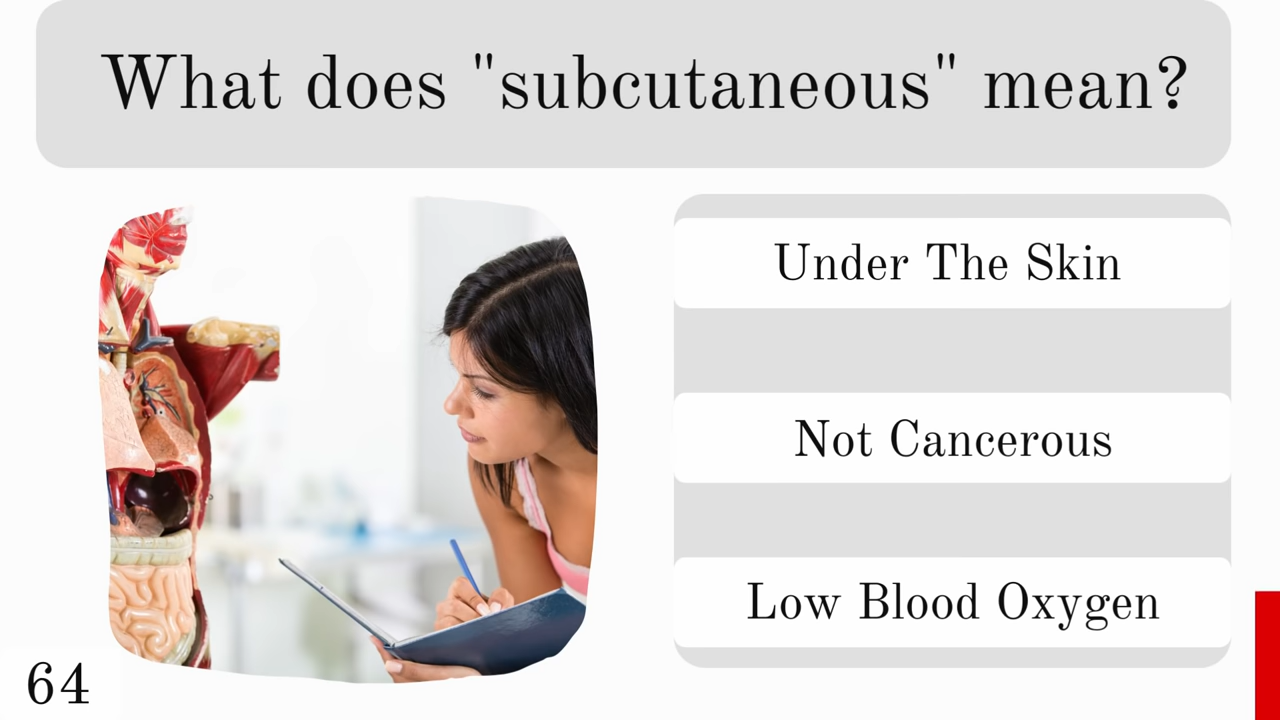 What does "subcutaneous" mean?
Under The Skin
Not Cancerous
Low Blood Oxygen
64